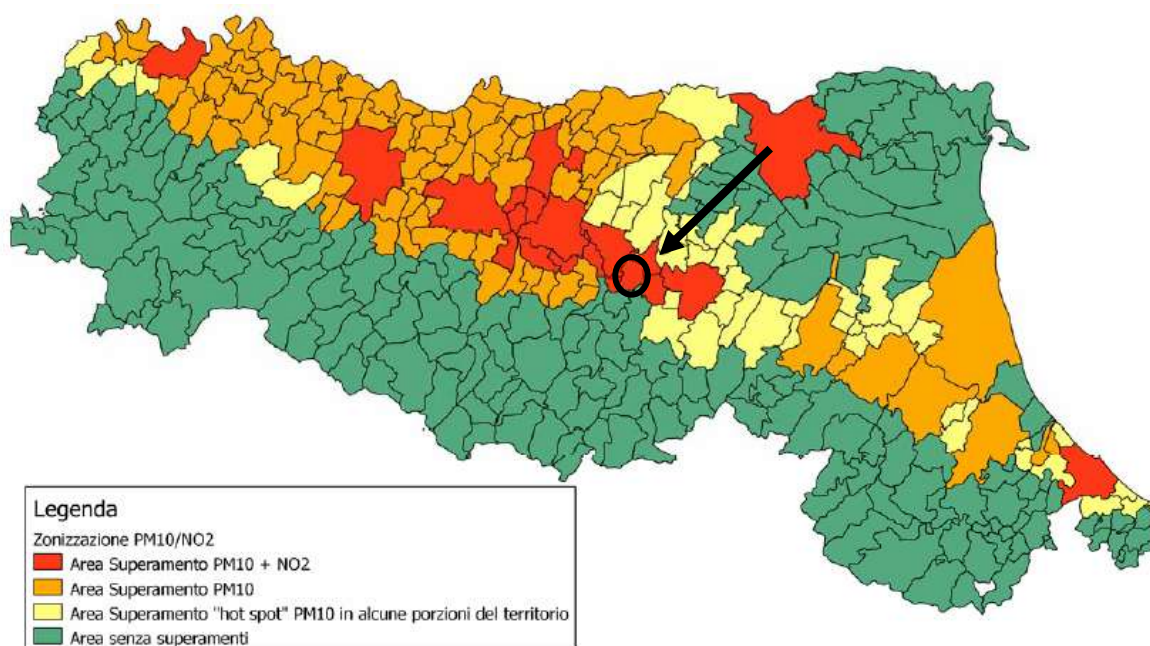 Legenda
Zonizzazione PM10/NO2
Area Superamento PM10 + NO2
Area Superamento PM10
Area Superamento "hot spot" PM10 in alcune porzioni del territorio
Area senza superamenti